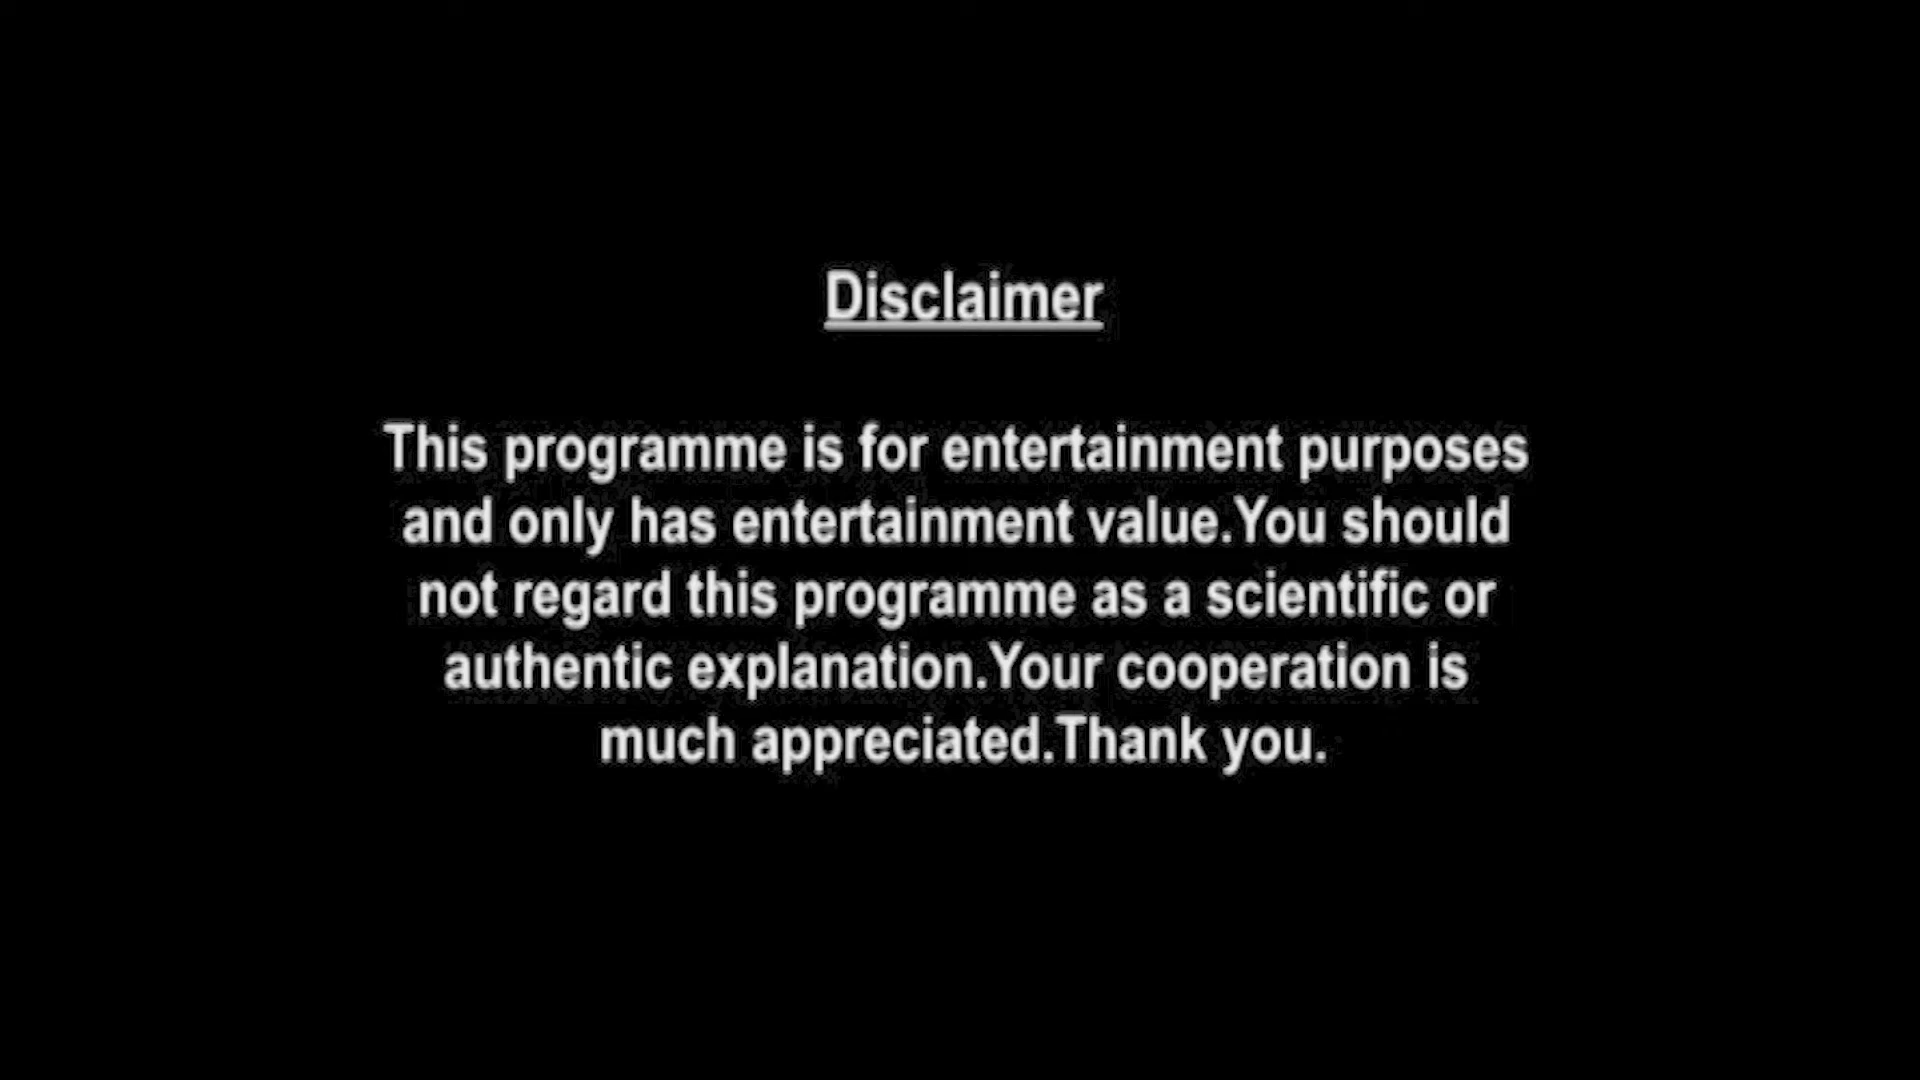 Disclaimer
This programme is for entertainment purposes
and only has entertainment value.You should
not regard this programme as a scientific or
authentic explanation.Your cooperation is
much appreciated.Thank you.